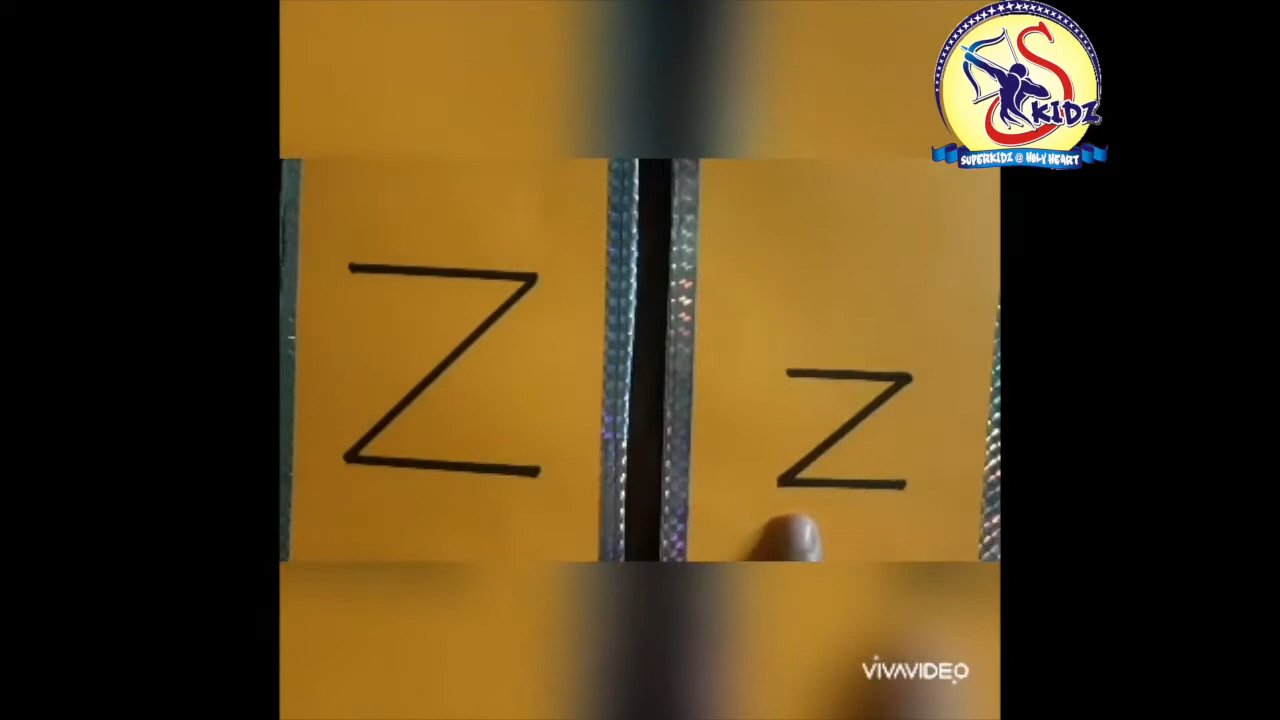 S
KIDZ
SUPERKIDZ @ HOLY HEART
Z
z
VIVAVIDEO